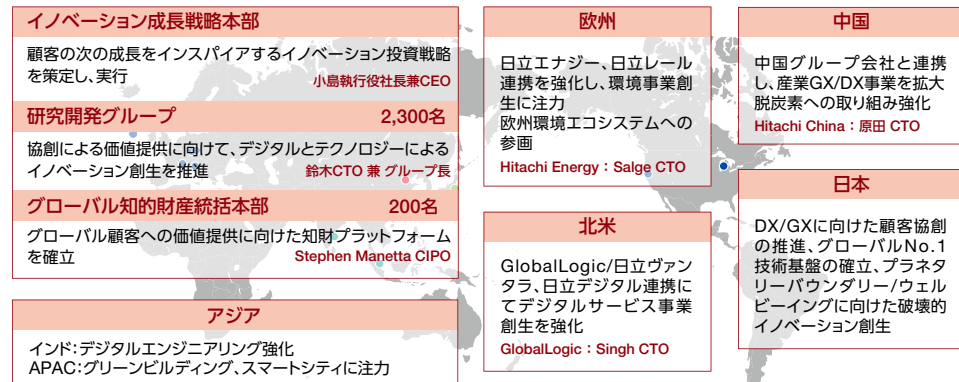 イノベーション成長戦略本部
顧客の次の成長をインスパイアするイノベーション投資戦略
を策定し、実行
小島執行役社長兼CEO
研究開発グループ 2,300名
協創による価値提供に向けて、デジタルとテクノロジーによる
イノベーション創生を推進
鈴木CTO 兼 グループ長
グローバル知的財産統括本部 200名
グローバル顧客への価値提供に向けた知財プラットフォーム
を確立
Stephen Manetta CIPO
アジア
インド:デジタルエンジニアリング強化
APAC:グリーンビルディング、スマートシティに注力
欧州
日立エナジー、日立レール
連携を強化し、環境事業創
生に注力
欧州環境エコシステムへの
参画
Hitachi Energy:Salge CTO
北米
GlobalLogic/日立ヴァン
タラ、日立デジタル連携に
てデジタルサービス事業
創生を強化
GlobalLogic:Singh CTO
中国
中国グループ会社と連携
し、産業GX/DX事業を拡大
脱炭素への取り組み強化
Hitachi China:原田 CTO
日本
DX/GXに向けた顧客協創
の推進、グローバルNo.1
技術基盤の確立、プラネタ
リーバウンダリー/ウェル
ビーイングに向けた破壊的
イノベーション創生